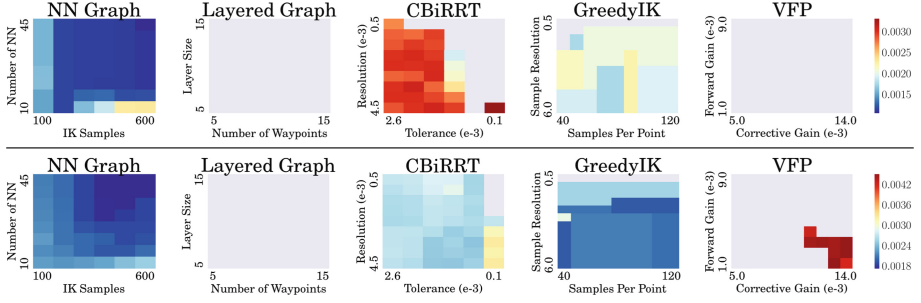 NN Graph Layered Graph CBiRRT GreedyIK VFP
Number of NN 45 10
100 600
IK Samples
Layer Size 15 5
5 15
Number of Waypoints
Resolution (e-3) 0.5 4.5
2.6 0.1
Tolerance (e-3)
Sample Resolution 0.5 6.0
40 120
Samples Per Point
Forward Gain (e-3) 9.0 1.0
5.0 14.0
Corrective Gain (e-3)
0.0030
0.0025
0.0020
0.0015
NN Graph Layered Graph CBiRRT GreedyIK VFP
Number of NN 45 10
100 600
IK Samples
Layer Size 15 5
5 15
Number of Waypoints
Resolution (e-3) 0.5 4.5
2.6 0.1
Tolerance (e-3)
Sample Resolution 0.5 6.0
40 120
Samples Per Point
Forward Gain (e-3) 9.0 1.0
5.0 14.0
Corrective Gain (e-3)
0.0042
0.0036
0.0030
0.0024
0.0018